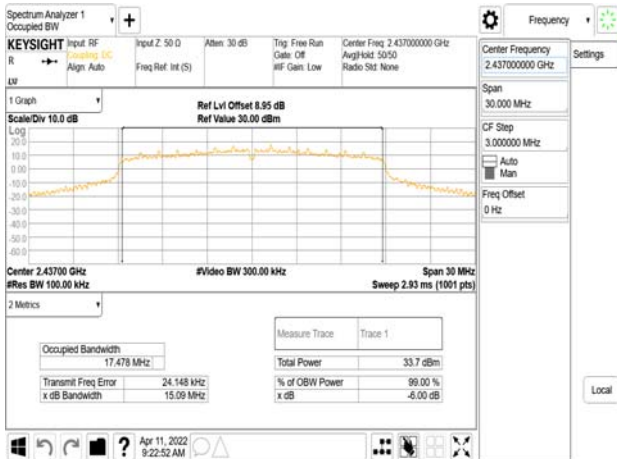 Spectrum Analyzer 1
Occupied BW
Frequency
KEYSIGHT
R
Input: RF
Coupling: DC
Align: Auto
Input Z: 50 Ω
Freq Ref: Int (S)
Atten: 30 dB
Trig: Free Run
Gate: Off
#IF Gain: Low
Center Freq: 2.437000000 GHz
Avg|Hold: 50/50
Radio Std: None
Center Frequency
2.437000000 GHz
Settings
Span
30.000 MHz
CF Step
3.000000 MHz
Auto
Man
Freq Offset
0 Hz
Local
1 Graph
Scale/Div 10.0 dB
Ref Lvl Offset 8.95 dB
Ref Value 30.00 dBm
Log
20.0
10.0
0.00
-10.0
-20.0
-30.0
-40.0
-50.0
-60.0
Center 2.43700 GHz
#Res BW 100.00 kHz
#Video BW 300.00 kHz
Span 30 MHz
Sweep 2.93 ms (1001 pts)
2 Metrics
Measure Trace
Trace 1
Occupied Bandwidth
17.478 MHz
Total Power
33.7 dBm
Transmit Freq Error
24.148 kHz
% of OBW Power
99.00 %
x dB Bandwidth
15.09 MHz
x dB
-6.00 dB
Apr 11, 2022
9:22:52 AM